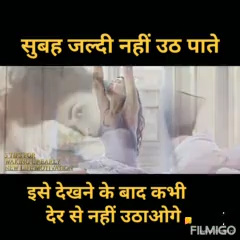 सुबह जल्दी नहीं उठ पाते
इसे देखने के बाद कभी
देर से नहीं उठाओगे
FILMIGO